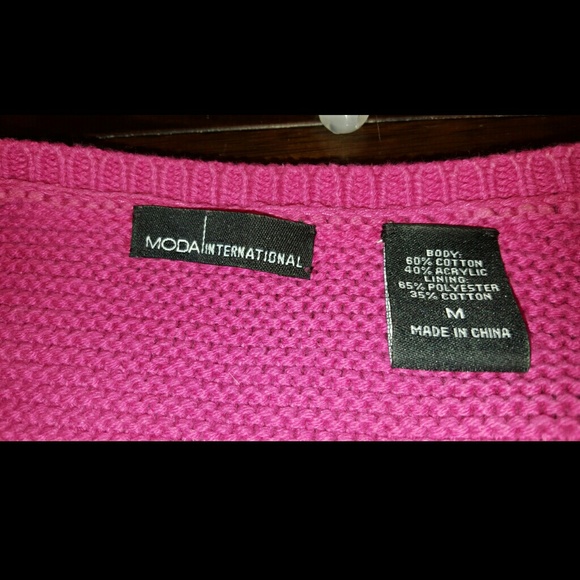 MODA INTERNATIONAL
BODY:
60% COTTON
40% ACRYLIC
LINING:
65% POLYESTER
35% COTTON
M
MADE IN CHINA